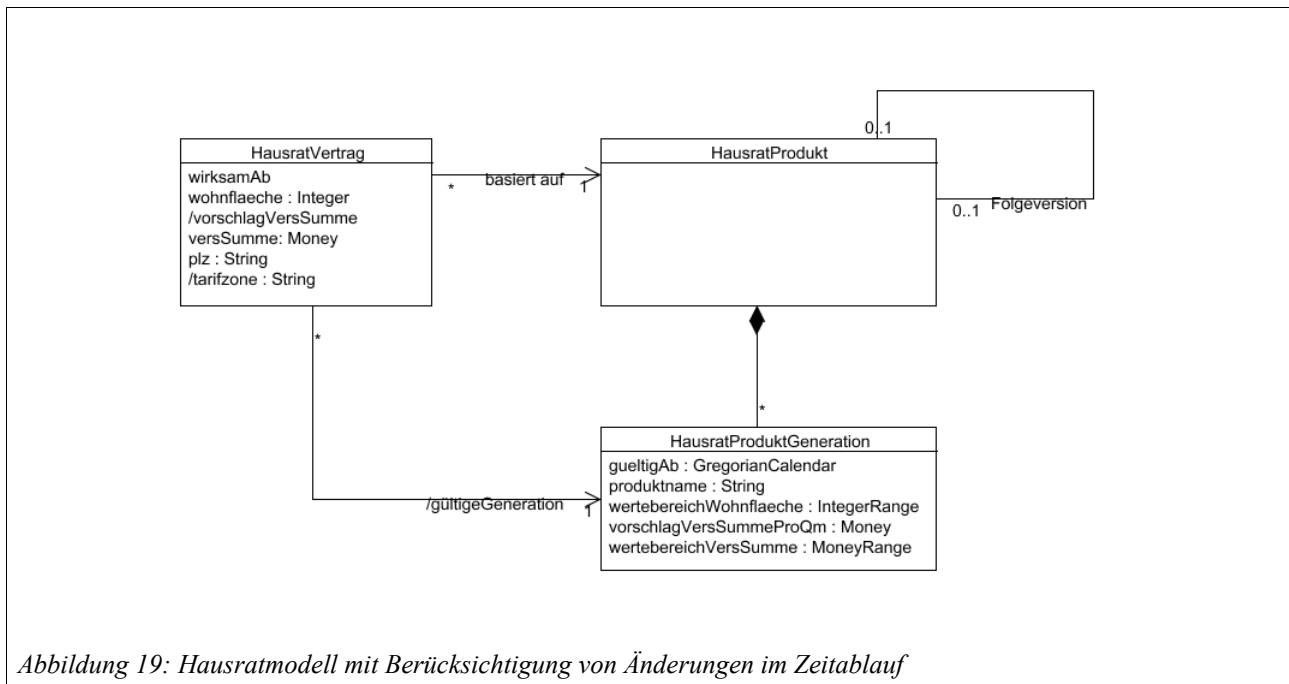 0..1
HausratVertrag
HausratProdukt
wirksamAb
wohnflaeche : Integer
/vorschlagVersSumme
versSumme: Money
plz : String
/tarifzone : String
* basiert auf 1
0..1 Folgeversion
*
*
HausratProduktGeneration
gueltigAb : GregorianCalendar
produktname : String
wertebereichWohnflaeche : IntegerRange
vorschlagVersSummeProQm : Money
wertebereichVersSumme : MoneyRange
/gültigeGeneration 1
Abbildung 19: Hausratmodell mit Berücksichtigung von Änderungen im Zeitablauf